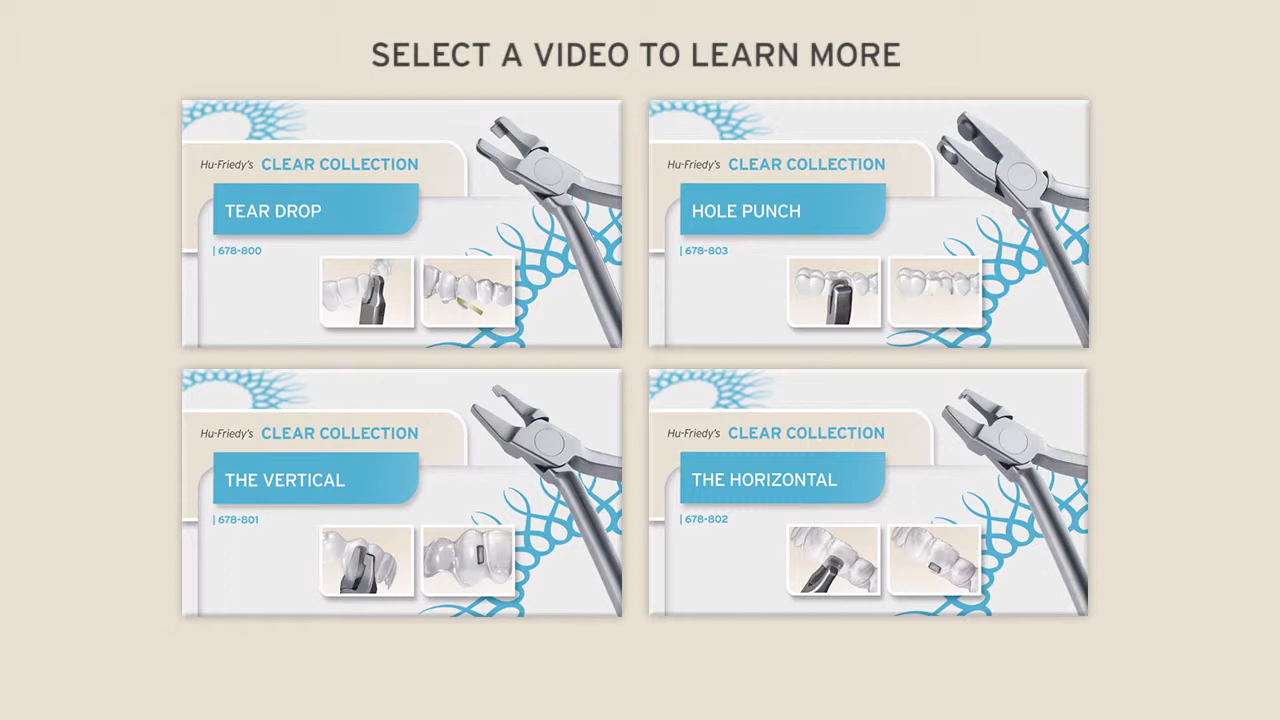 SELECT A VIDEO TO LEARN MORE
Hu-Friedy's CLEAR COLLECTION
TEAR DROP
| 678-800
Hu-Friedy's CLEAR COLLECTION
HOLE PUNCH
| 678-803
Hu-Friedy's CLEAR COLLECTION
THE VERTICAL
| 678-801
Hu-Friedy's CLEAR COLLECTION
THE HORIZONTAL
| 678-802